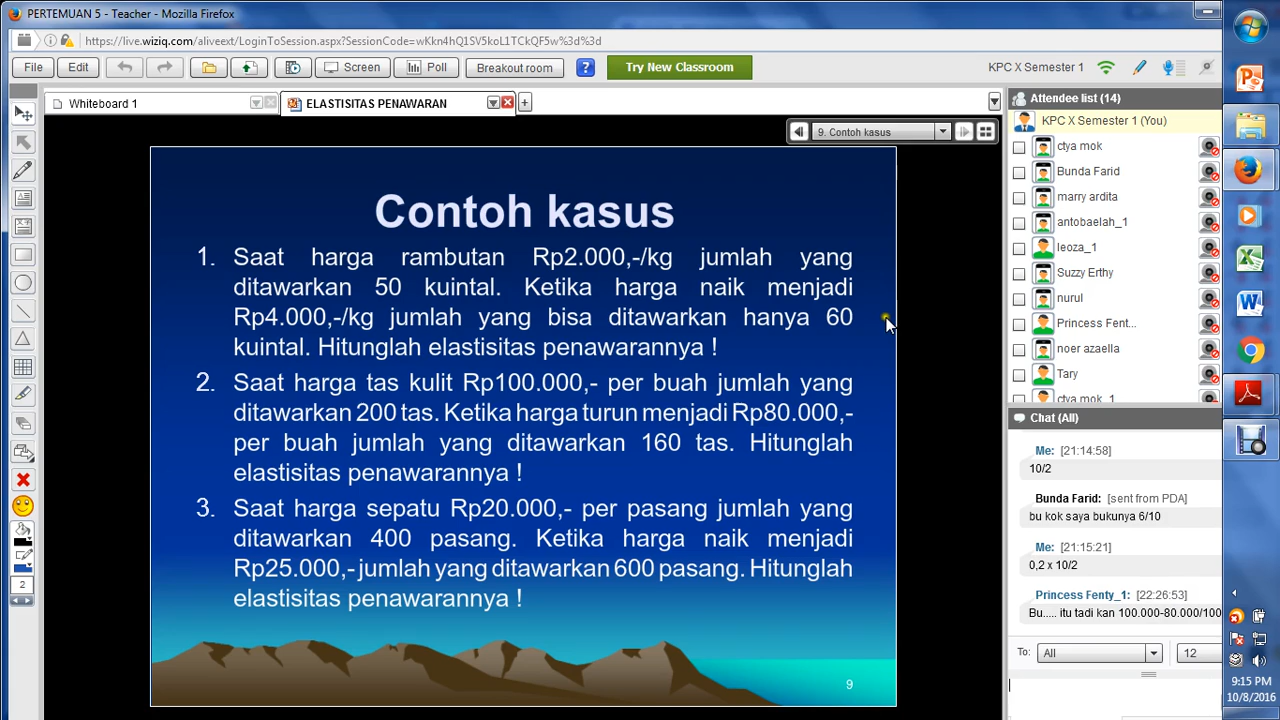 PERTEMUAN 5 - Teacher - Mozilla Firefox
https://live.wiziq.com/aliveext/LoginToSession.aspx?SessionCode=wKkn4hQ1SV5koL1TCkQF5w%3d%3d
File Edit Screen Poll Breakout room ? Try New Classroom KPC X Semester 1
Whiteboard 1 ELASTISITAS PENAWARAN
9. Contoh kasus
Contoh kasus
1. Saat harga rambutan Rp2.000,-/kg jumlah yang
ditawarkan 50 kuintal. Ketika harga naik menjadi
Rp4.000,-/kg jumlah yang bisa ditawarkan hanya 60
kuintal. Hitunglah elastisitas penawarannya !
2. Saat harga tas kulit Rp100.000,- per buah jumlah yang
ditawarkan 200 tas. Ketika harga turun menjadi Rp80.000,-
per buah jumlah yang ditawarkan 160 tas. Hitunglah
elastisitas penawarannya !
3. Saat harga sepatu Rp20.000,- per pasang jumlah yang
ditawarkan 400 pasang. Ketika harga naik menjadi
Rp25.000,- jumlah yang ditawarkan 600 pasang. Hitunglah
elastisitas penawarannya !
9
2
Attendee list (14)
KPC X Semester 1 (You)
ctya mok
Bunda Farid
marry ardita
antobaelah_1
leoza_1
Suzzy Erthy
nurul
Princess Fent...
noer azaella
Tary
ctya mok_1
Chat (All)
Me: [21:14:58]
10/2
Bunda Farid: [sent from PDA]
bu kok saya bukunya 6/10
Me: [21:15:21]
0,2 x 10/2
Princess Fenty_1: [22:26:53]
Bu..... itu tadi kan 100.000-80.000/100
To: All 12
9:15 PM
10/8/2016